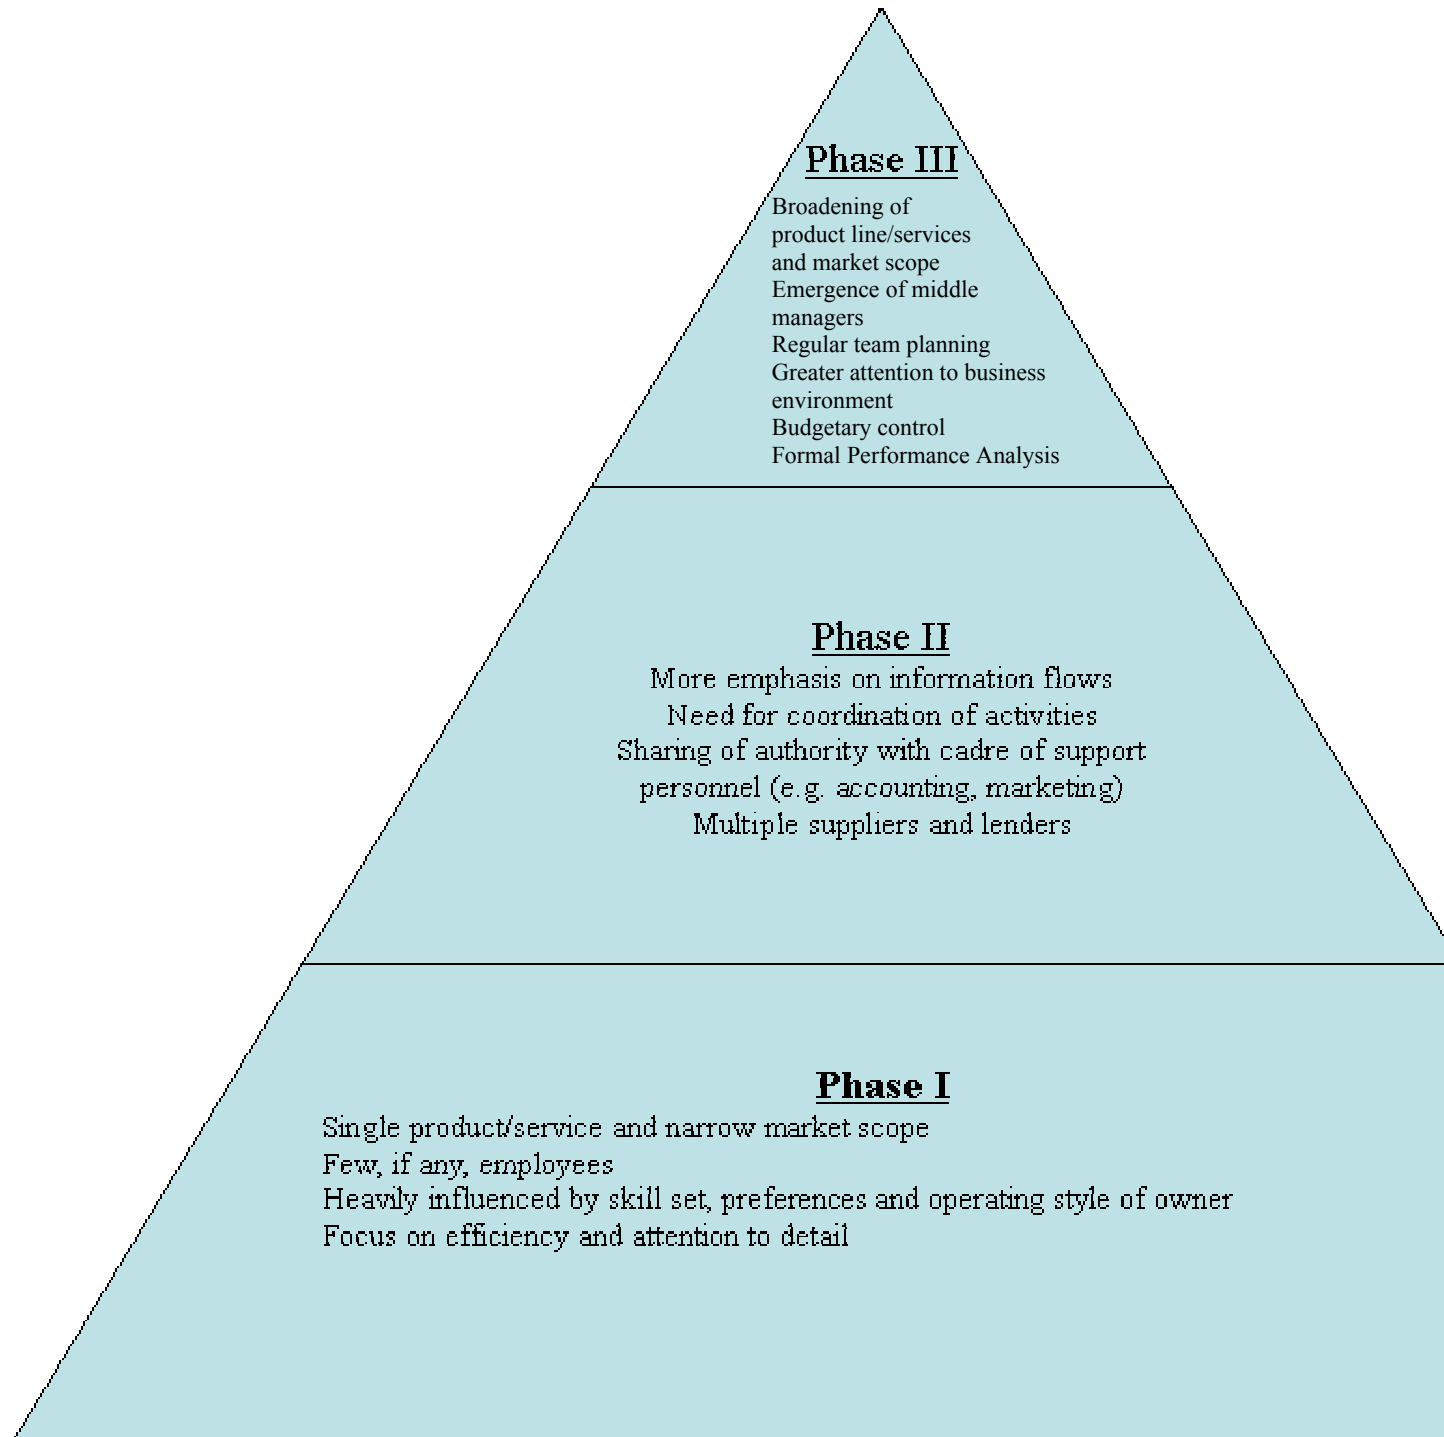 Phase III
Broadening of
product line/services
and market scope
Emergence of middle
managers
Regular team planning
Greater attention to business
environment
Budgetary control
Formal Performance Analysis
Phase II
More emphasis on information flows
Need for coordination of activities
Sharing of authority with cadre of support
personnel (e.g. accounting, marketing)
Multiple suppliers and lenders
Phase I
Single product/service and narrow market scope
Few, if any, employees
Heavily influenced by skill set, preferences and operating style of owner
Focus on efficiency and attention to detail